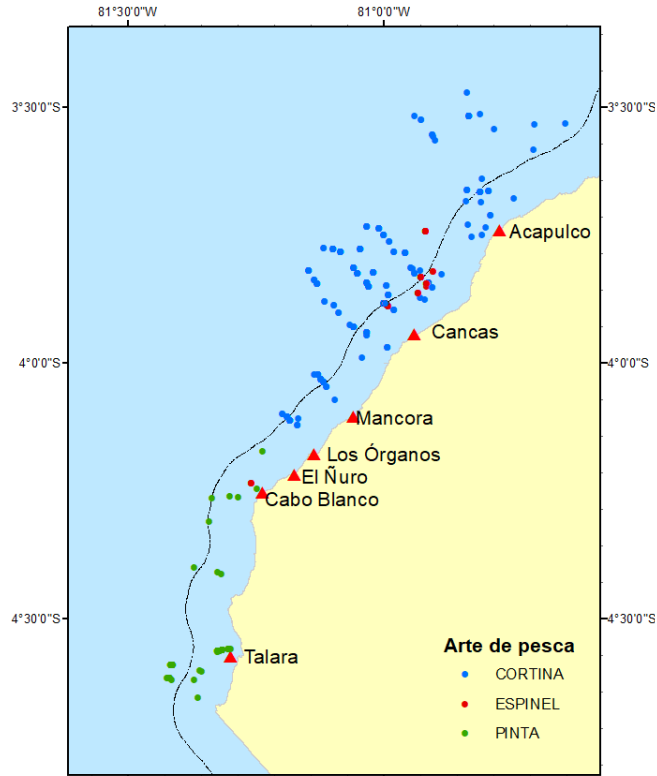 81°30'0"W 81°0'0"W
3°30'0"S 3°30'0"S
Acapulco
Cancas
4°0'0"S 4°0'0"S
Mancora
Los Órganos
El Ñuro
Cabo Blanco
4°30'0"S 4°30'0"S
Arte de pesca
Talara
CORTINA
ESPINEL
PINTA